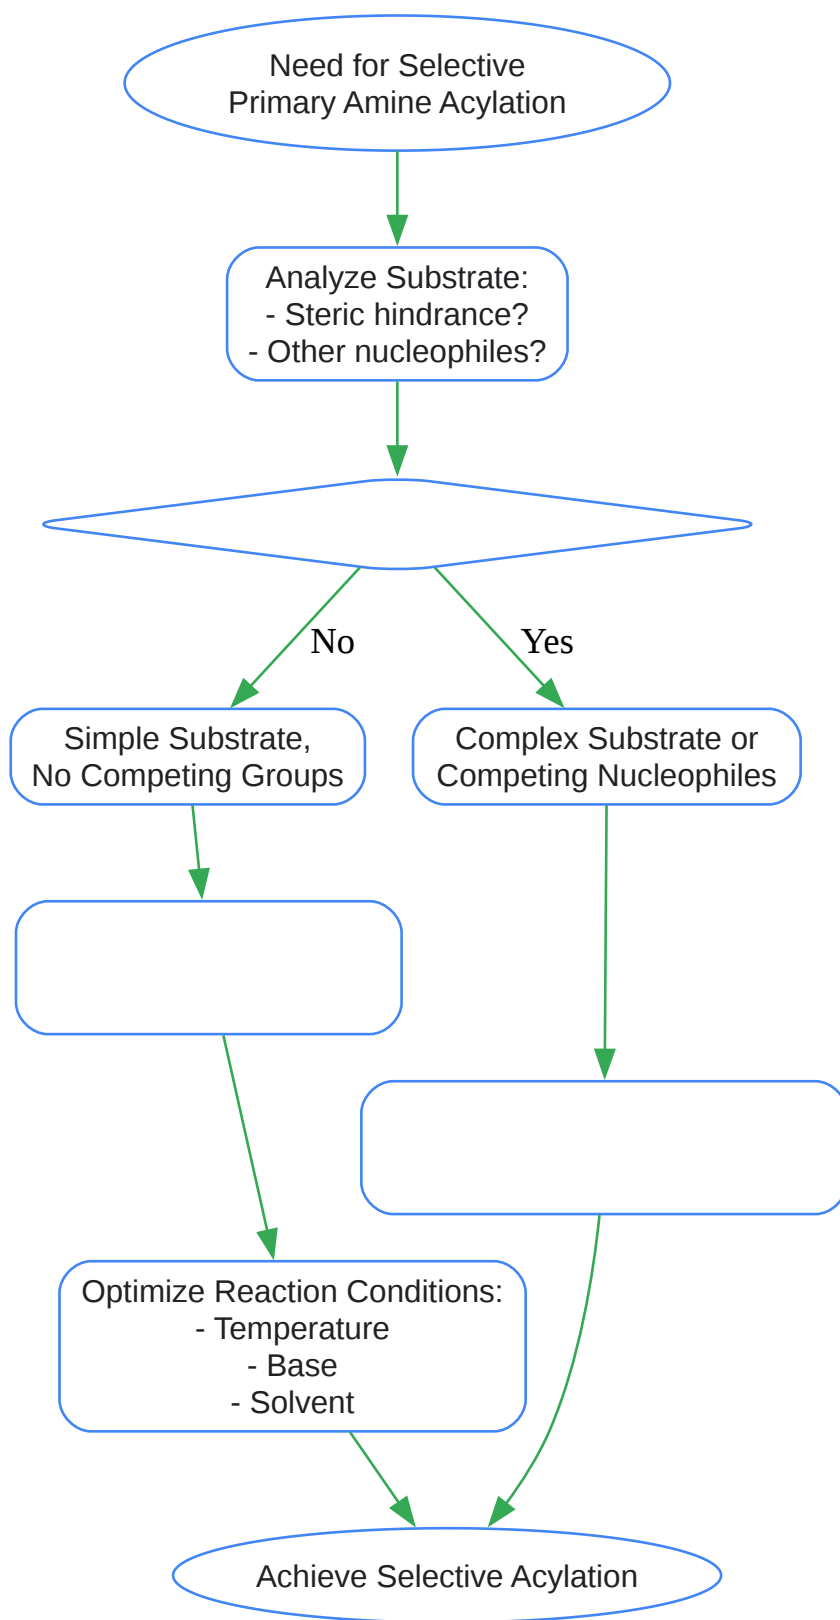 Need for Selective
Primary Amine Acylation
Analyze Substrate:
- Steric hindrance?
- Other nucleophiles?
No
Yes
Simple Substrate,
No Competing Groups
Complex Substrate or
Competing Nucleophiles
Optimize Reaction Conditions:
- Temperature
- Base
- Solvent
Achieve Selective Acylation